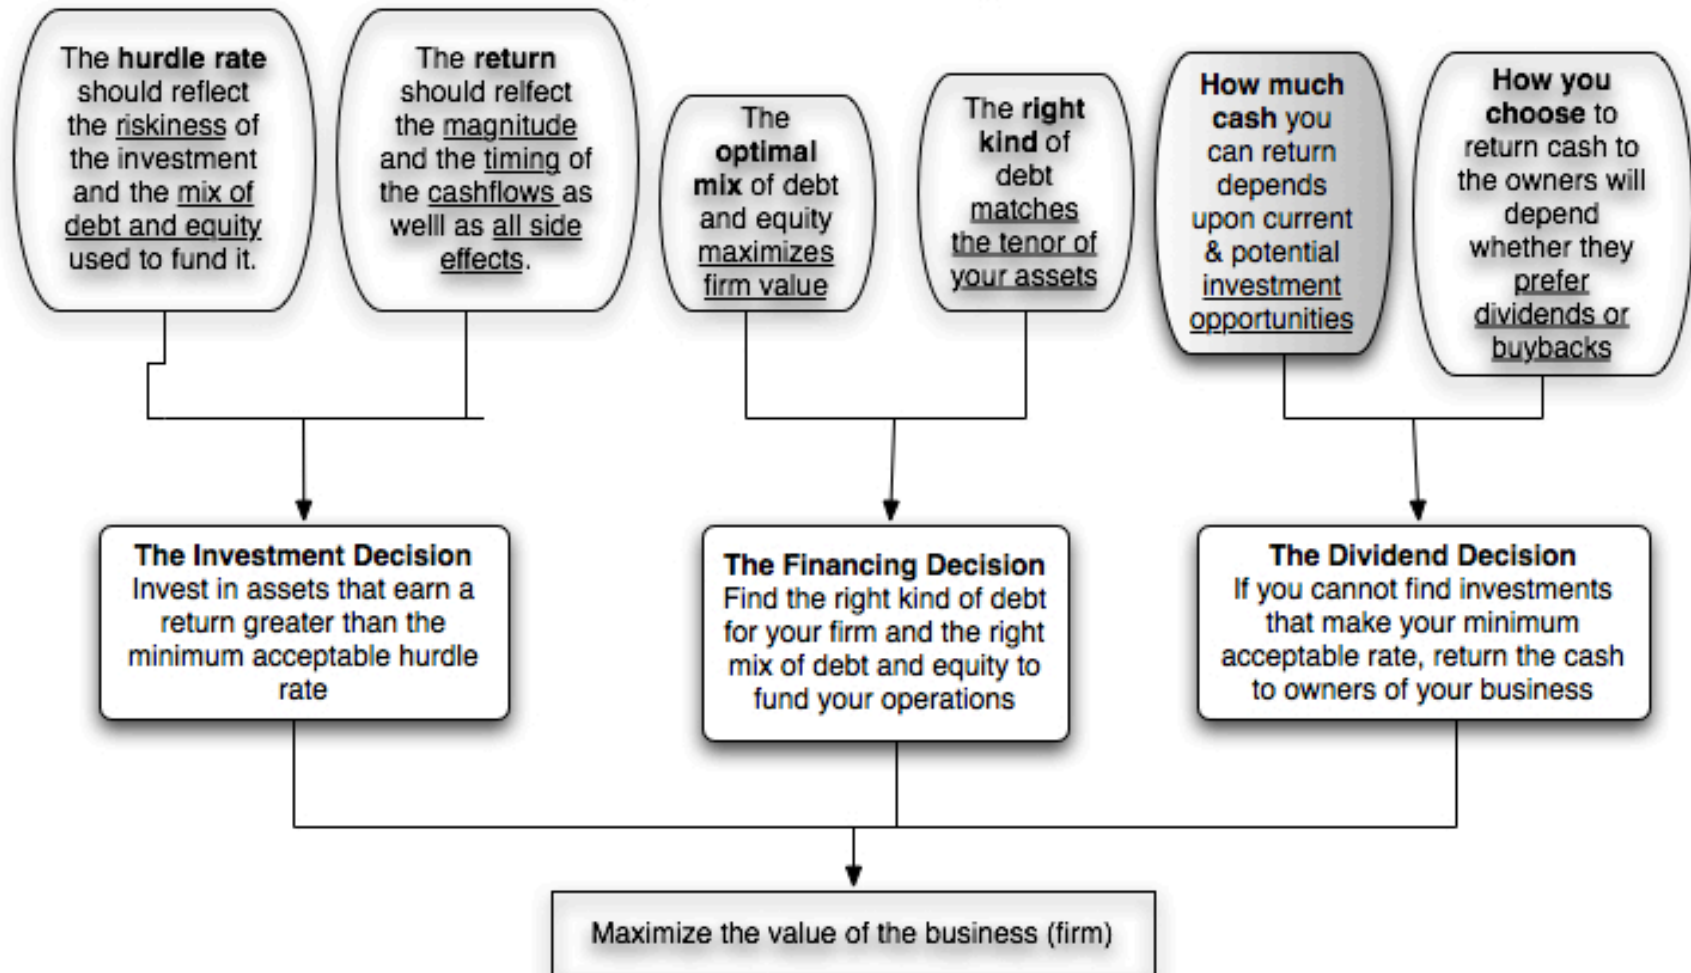 The hurdle rate
should reflect
the riskiness of
the investment
and the mix of
debt and equity
used to fund it.
The return
should relfect
the magnitude
and the timing of
the cashflows as
welll as all side
effects.
The
optimal
mix of debt
and equity
maximizes
firm value
The right
kind of
debt
matches
the tenor of
your assets
How much
cash you
can return
depends
upon current
& potential
investment
opportunities
How you
choose to
return cash to
the owners will
depend
whether they
prefer
dividends or
buybacks
The Investment Decision
Invest in assets that earn a
return greater than the
minimum acceptable hurdle
rate
The Financing Decision
Find the right kind of debt
for your firm and the right
mix of debt and equity to
fund your operations
The Dividend Decision
If you cannot find investments
that make your minimum
acceptable rate, return the cash
to owners of your business
Maximize the value of the business (firm)